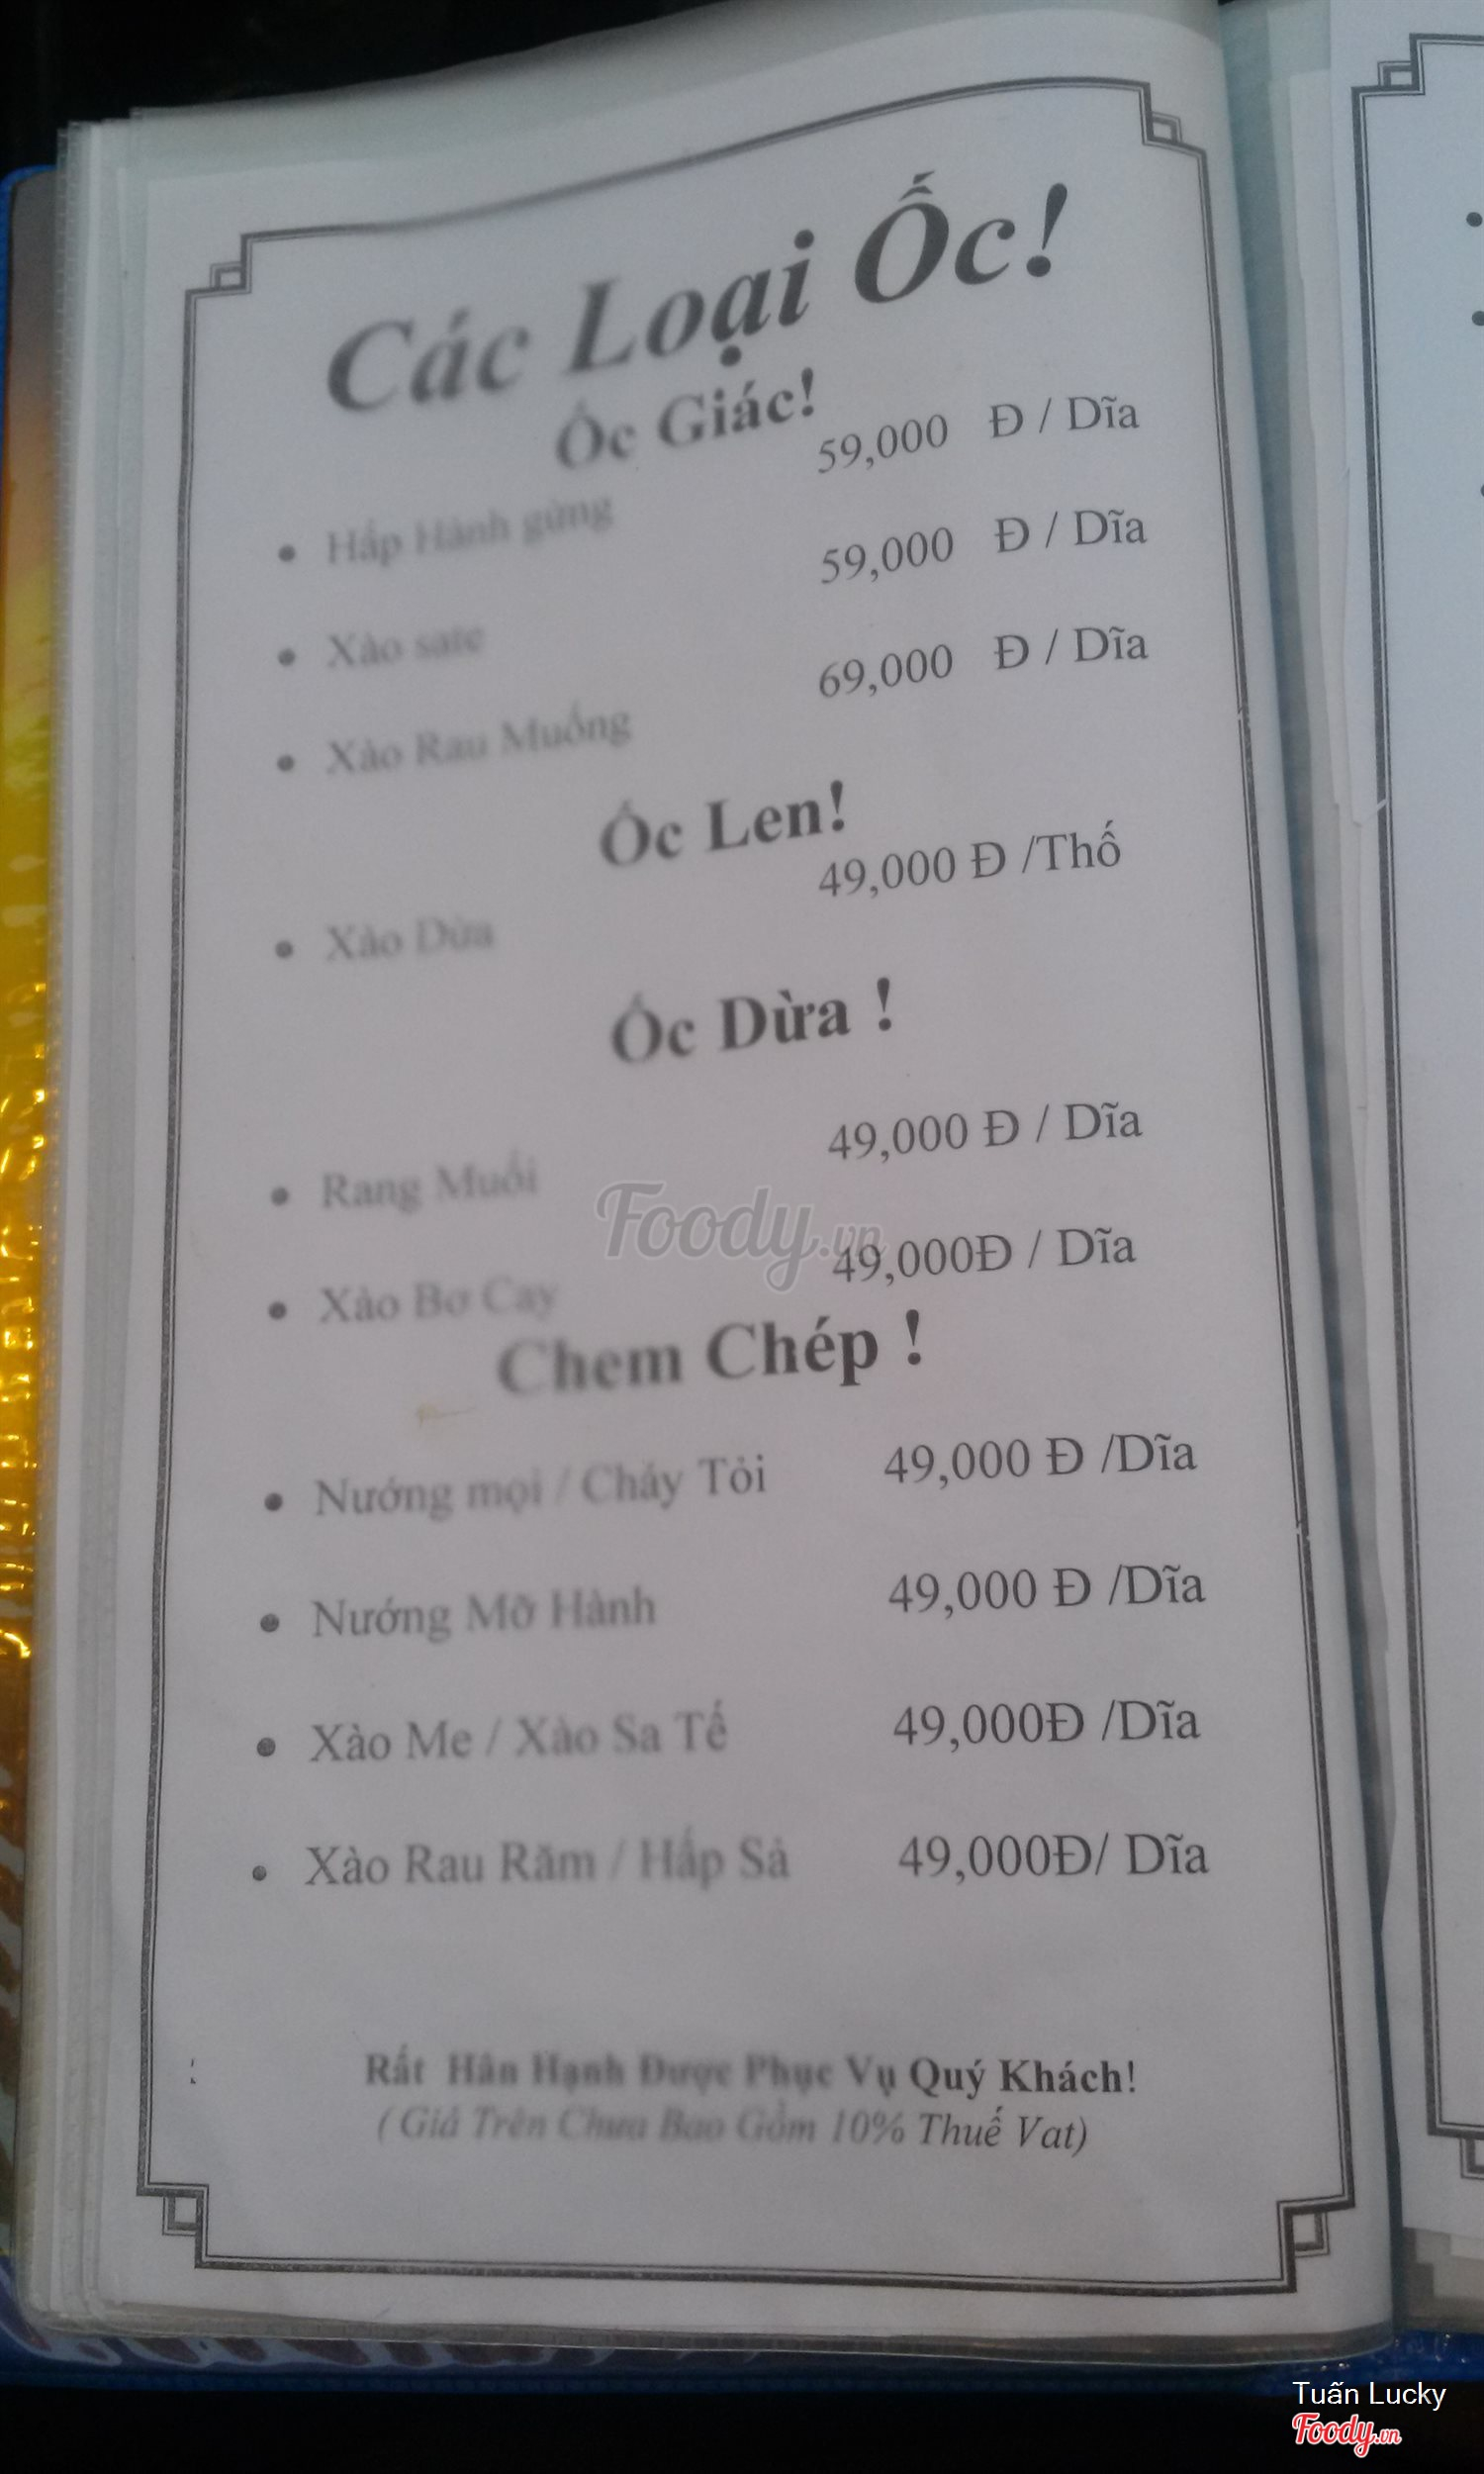 Các Loại Ốc!
Ốc Giác!
Hấp Hành gừng 59,000 Đ / Dĩa
Xào sate 59,000 Đ / Dĩa
Xào Rau Muống 69,000 Đ / Dĩa
Ốc Len!
Xào Dừa 49,000 Đ /Thố
Ốc Dừa !
Rang Muối 49,000 Đ / Dĩa
Xào Bơ Cay 49,000Đ / Dĩa
Chem Chép !
Nướng mọi / Cháy Tỏi 49,000 Đ /Dĩa
Nướng Mỡ Hành 49,000 Đ /Dĩa
Xào Me / Xào Sa Tế 49,000Đ /Dĩa
Xào Rau Răm / Hấp Sả 49,000Đ/ Dĩa
Rất Hân Hạnh Được Phục Vụ Quý Khách!
( Giá Trên Chưa Bao Gồm 10% Thuế Vat)
Foody.vn
Tuấn Lucky
Foody.vn